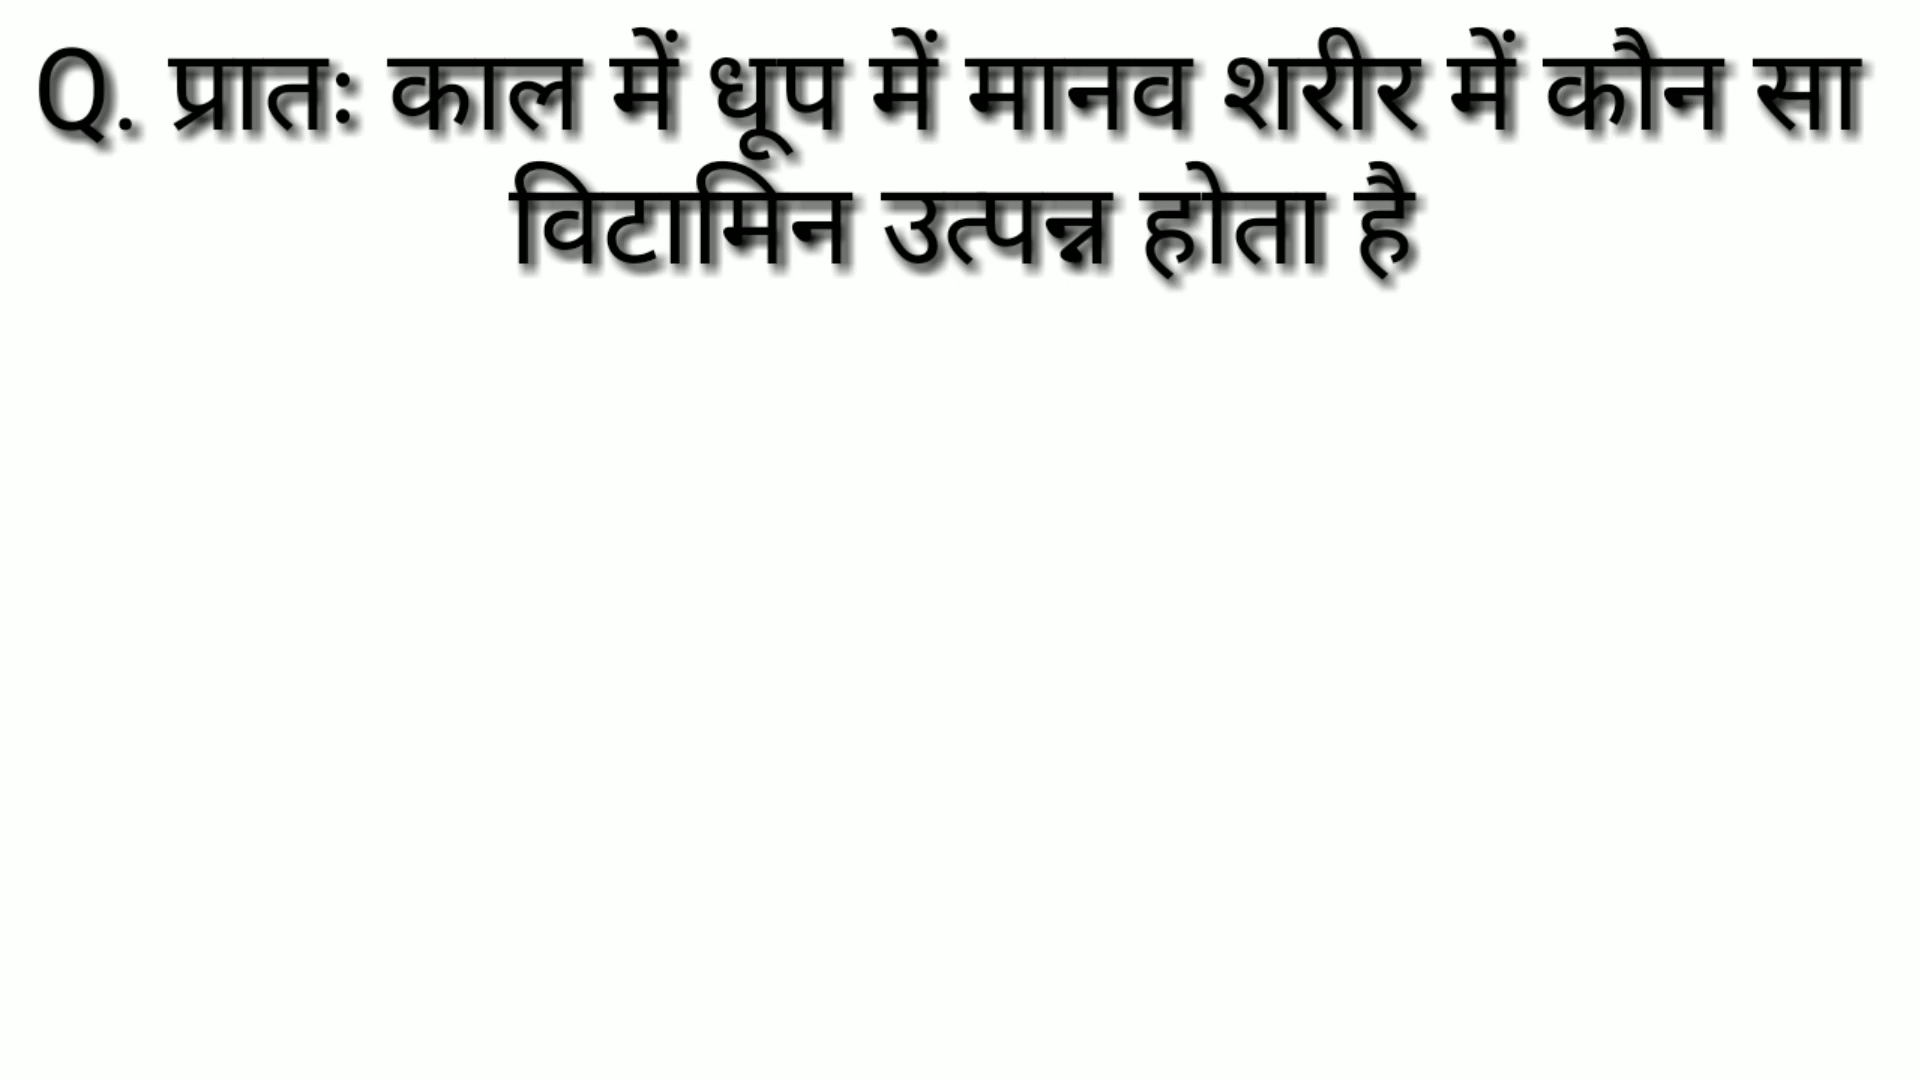 Q. प्रातः काल में धूप में मानव शरीर में कौन सा
विटामिन उत्पन्न होता है